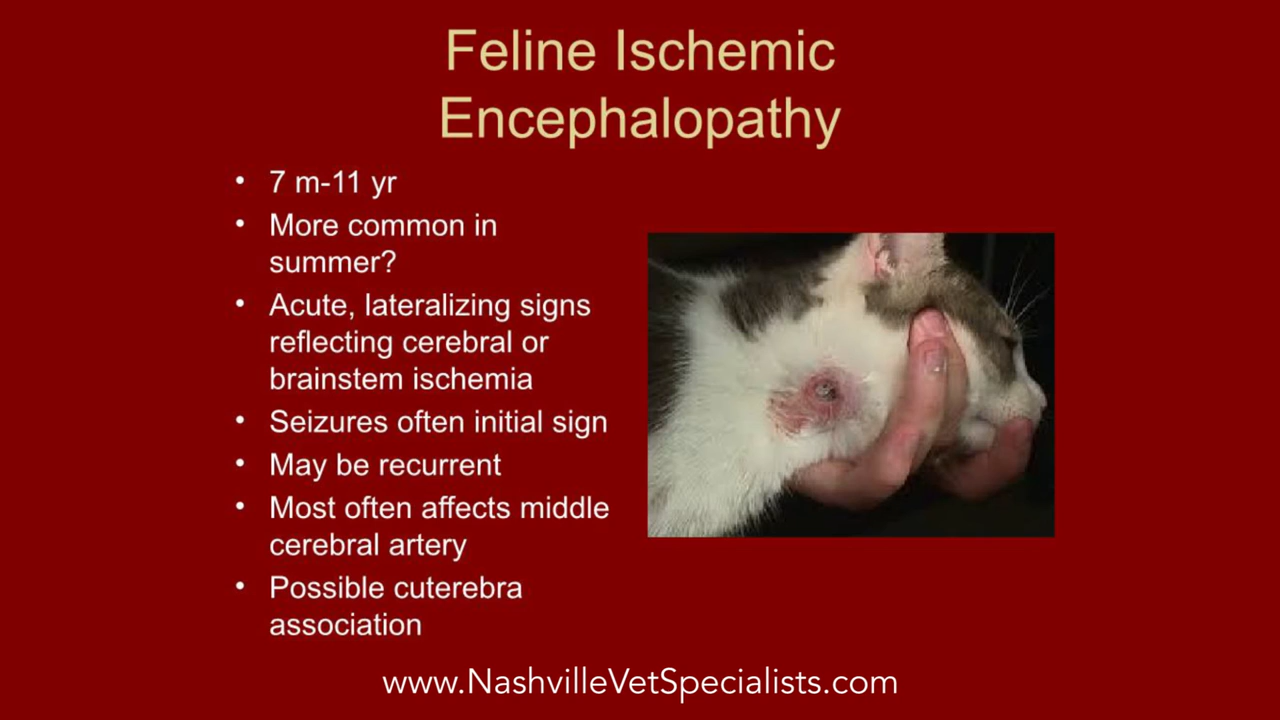 Feline Ischemic
Encephalopathy
• 7 m-11 yr
• More common in
summer?
• Acute, lateralizing signs
reflecting cerebral or
brainstem ischemia
• Seizures often initial sign
• May be recurrent
• Most often affects middle
cerebral artery
• Possible cuterebra
association
www.NashvilleVetSpecialists.com